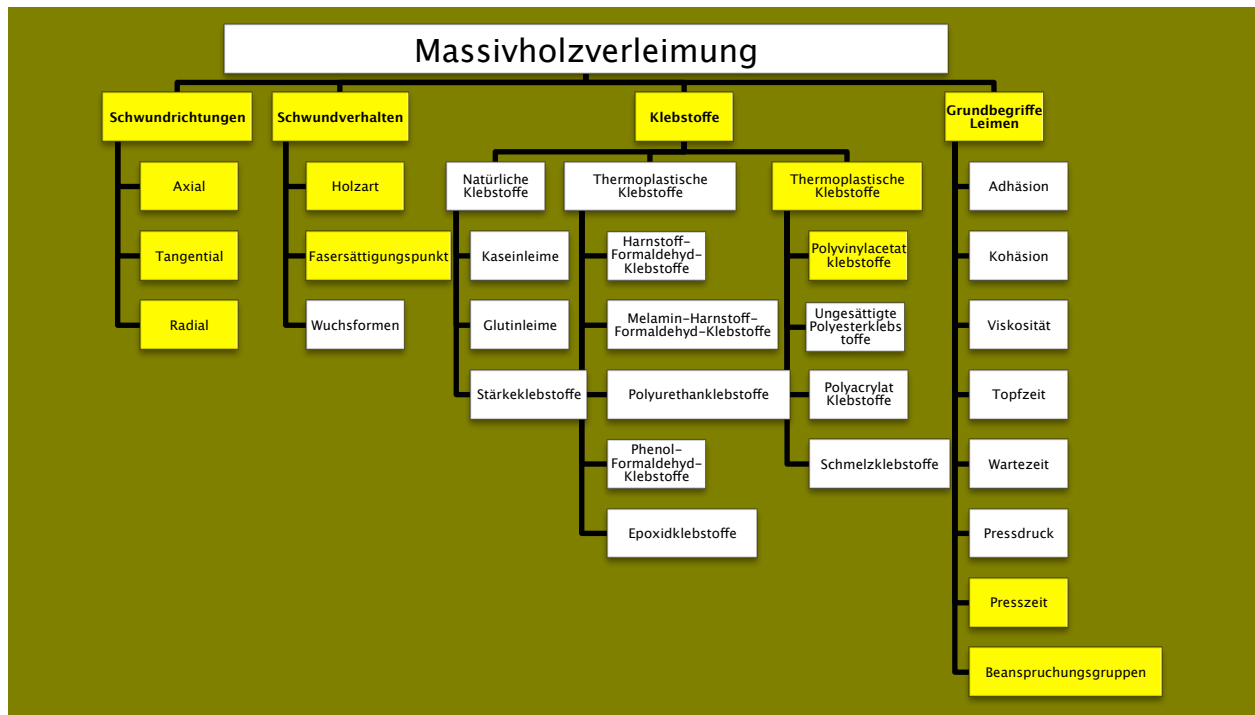 Massivholzverleimung
Schwundrichtungen
Axial
Tangential
Radial
Schwundverhalten
Holzart
Fasersättigungspunkt
Wuchsformen
Klebstoffe
Natürliche
Klebstoffe
Kaseinleime
Glutinleime
Stärkeklebstoffe
Thermoplastische
Klebstoffe
Harnstoff-
Formaldehyd-
Klebstoffe
Melamin-Harnstoff-
Formaldehyd-Klebstoffe
Polyurethanklebstoffe
Phenol-
Formaldehyd-
Klebstoffe
Epoxidklebstoffe
Thermoplastische
Klebstoffe
Polyvinylacetat
klebstoffe
Ungesättigte
Polyesterklebs
toffe
Polyacrylat
Klebstoffe
Schmelzklebstoffe
Grundbegriffe
Leimen
Adhäsion
Kohäsion
Viskosität
Topfzeit
Wartezeit
Pressdruck
Presszeit
Beanspruchungsgruppen